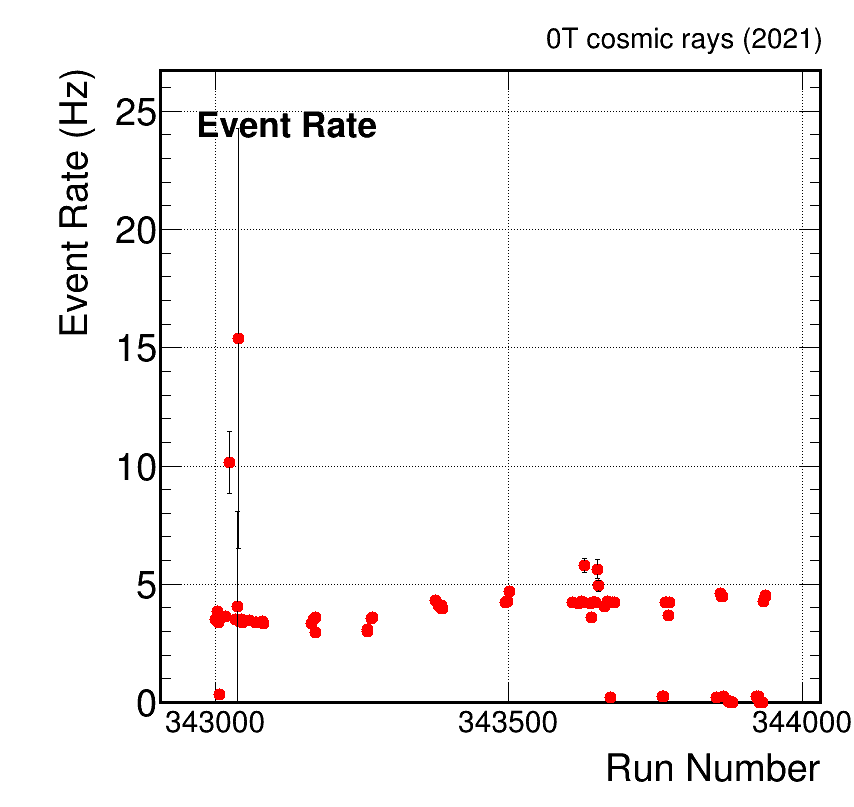 0T cosmic rays (2021)
Event Rate
Event Rate (Hz)
25
20
15
10
5
0
343000
343500
344000
Run Number